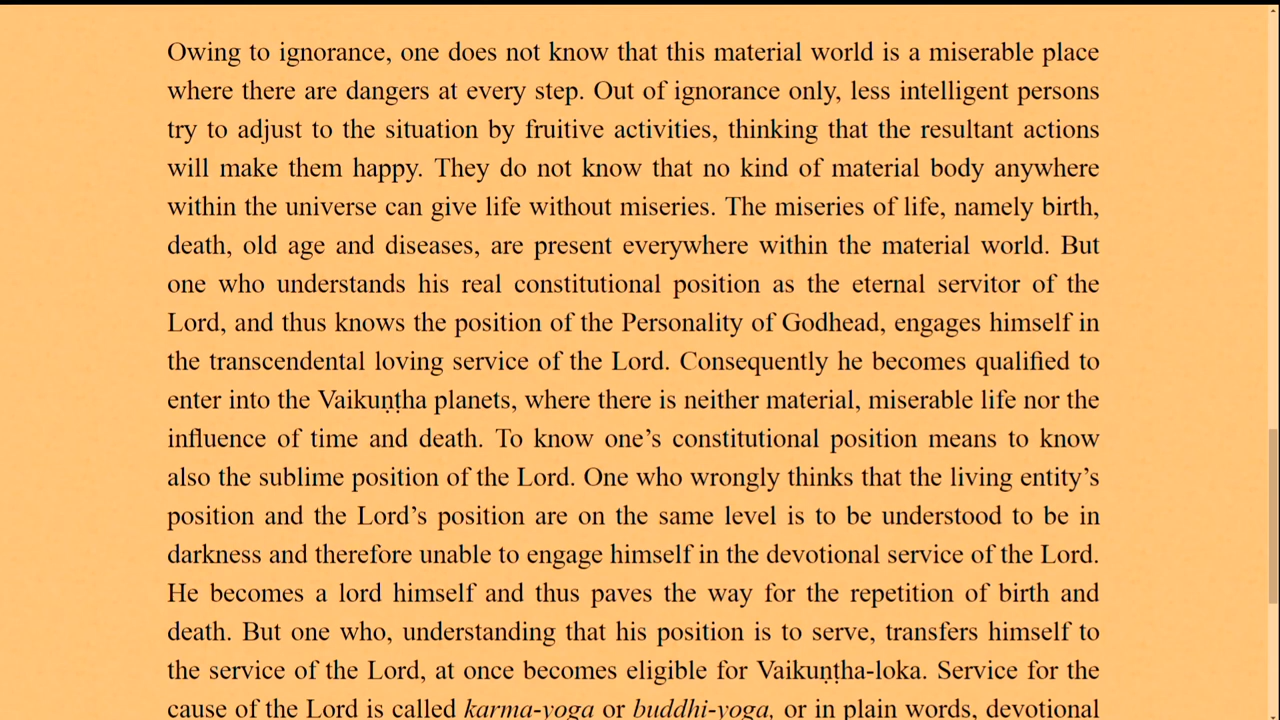 Owing to ignorance, one does not know that this material world is a miserable place
where there are dangers at every step. Out of ignorance only, less intelligent persons
try to adjust to the situation by fruitive activities, thinking that the resultant actions
will make them happy. They do not know that no kind of material body anywhere
within the universe can give life without miseries. The miseries of life, namely birth,
death, old age and diseases, are present everywhere within the material world. But
one who understands his real constitutional position as the eternal servitor of the
Lord, and thus knows the position of the Personality of Godhead, engages himself in
the transcendental loving service of the Lord. Consequently he becomes qualified to
enter into the Vaikuṇṭha planets, where there is neither material, miserable life nor the
influence of time and death. To know one’s constitutional position means to know
also the sublime position of the Lord. One who wrongly thinks that the living entity’s
position and the Lord’s position are on the same level is to be understood to be in
darkness and therefore unable to engage himself in the devotional service of the Lord.
He becomes a lord himself and thus paves the way for the repetition of birth and
death. But one who, understanding that his position is to serve, transfers himself to
the service of the Lord, at once becomes eligible for Vaikuṇṭha-loka. Service for the
cause of the Lord is called karma-yoga or buddhi-yoga, or in plain words, devotional